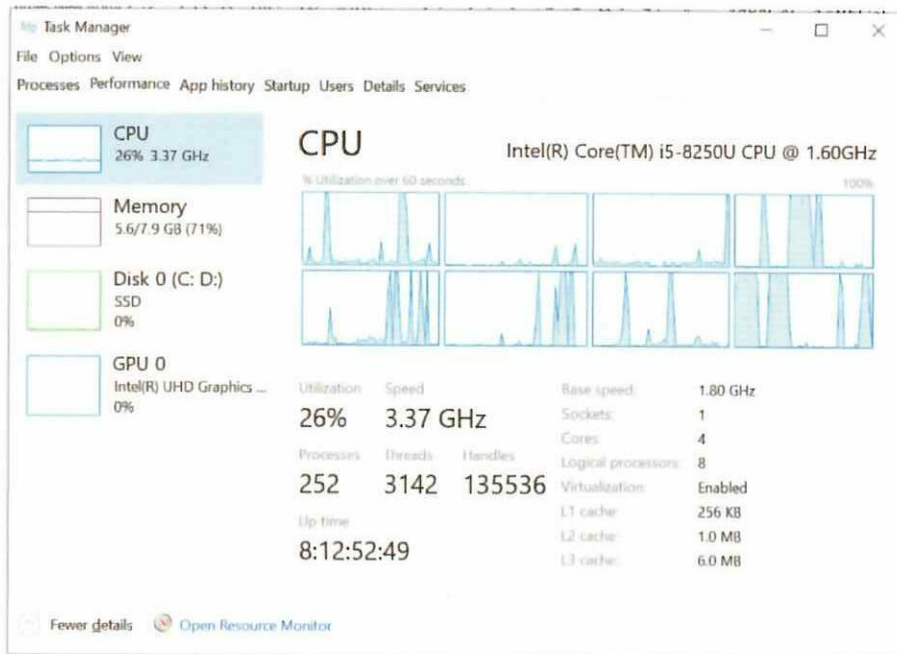 Task Manager
File Options View
Processes Performance App history Startup Users Details Services
CPU
26% 3.37 GHz
Memory
5.6/7.9 GB (71%)
Disk 0 (C: D:)
SSD
0%
GPU 0
Intel(R) UHD Graphics ...
0%
CPU
Intel(R) Core(TM) i5-8250U CPU @ 1.60GHz
% Utilization over 60 seconds
100%
Utilization Speed
26% 3.37 GHz
Processes Threads Handles
252 3142 135536
Up time
8:12:52:49
Base speed: 1.80 GHz
Sockets: 1
Cores: 4
Logical processors: 8
Virtualization: Enabled
L1 cache: 256 KB
L2 cache: 1.0 MB
L3 cache: 6.0 MB
Fewer details
Open Resource Monitor